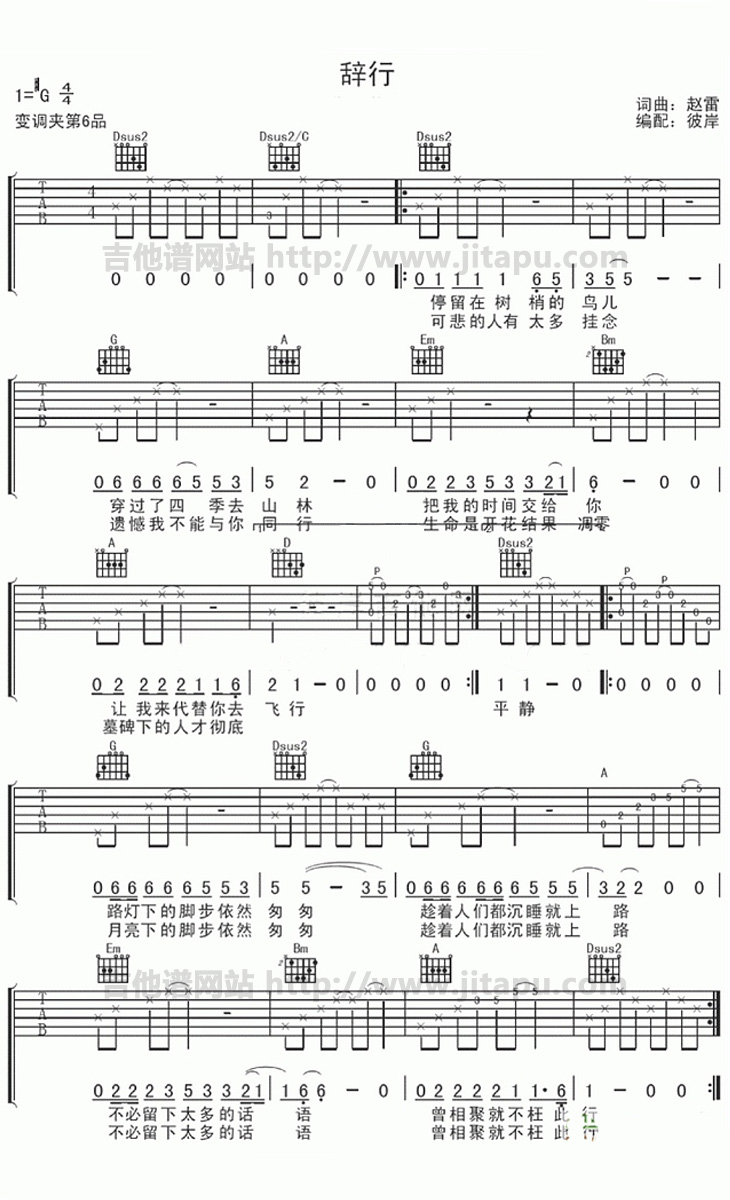 辞行
1=#G 4/4
词曲：赵雷
变调夹第6品
编配：彼岸
Dsus2 Dsus2/G Dsus2
吉他谱网站 http://www.jitapu.com
0 0 0 0 0 0 0 0 0 1 1 1 1 6 5 3 5 5 — — 0
停留在 树 梢的 鸟儿
可悲的人有 太多 挂念
G A Em Bm
0 6 6 6 6 5 5 3 5 2 — 0 0 2 2 3 5 5 3 2 1 6 — 0 0
穿过了四 季去 山林 把我的时间交给 你
遗憾我不能与你 同行 生命是开花结果 凋零
A D Dsus2
0 2 2 2 1 1 6 2 1 — 0 0 0 0 0 1 1 — 0 0 0 0 0
让 我来代替你去 飞行 平静
墓碑下的人才彻底
G Dsus2 G A
0 6 6 6 6 5 5 3 5 5 — 3 5 0 6 6 6 6 5 5 3 3 2 2 0 0
路灯下的脚步依然 匆匆 趁着人们都沉睡就上 路
月亮下的脚步依然 匆匆 趁着人们都沉睡就上 路
Em Bm A Dsus2
吉他谱网站 http://www.jitapu.com
0 2 2 2 3 5 3 2 1 1 6 6 — 0 0 2 2 2 2 1 1· 6 1 — 0 0
不必留下太多的话 语 曾相聚就不枉 此 行
不必留下太多的话 语 曾相聚就不枉 此 行